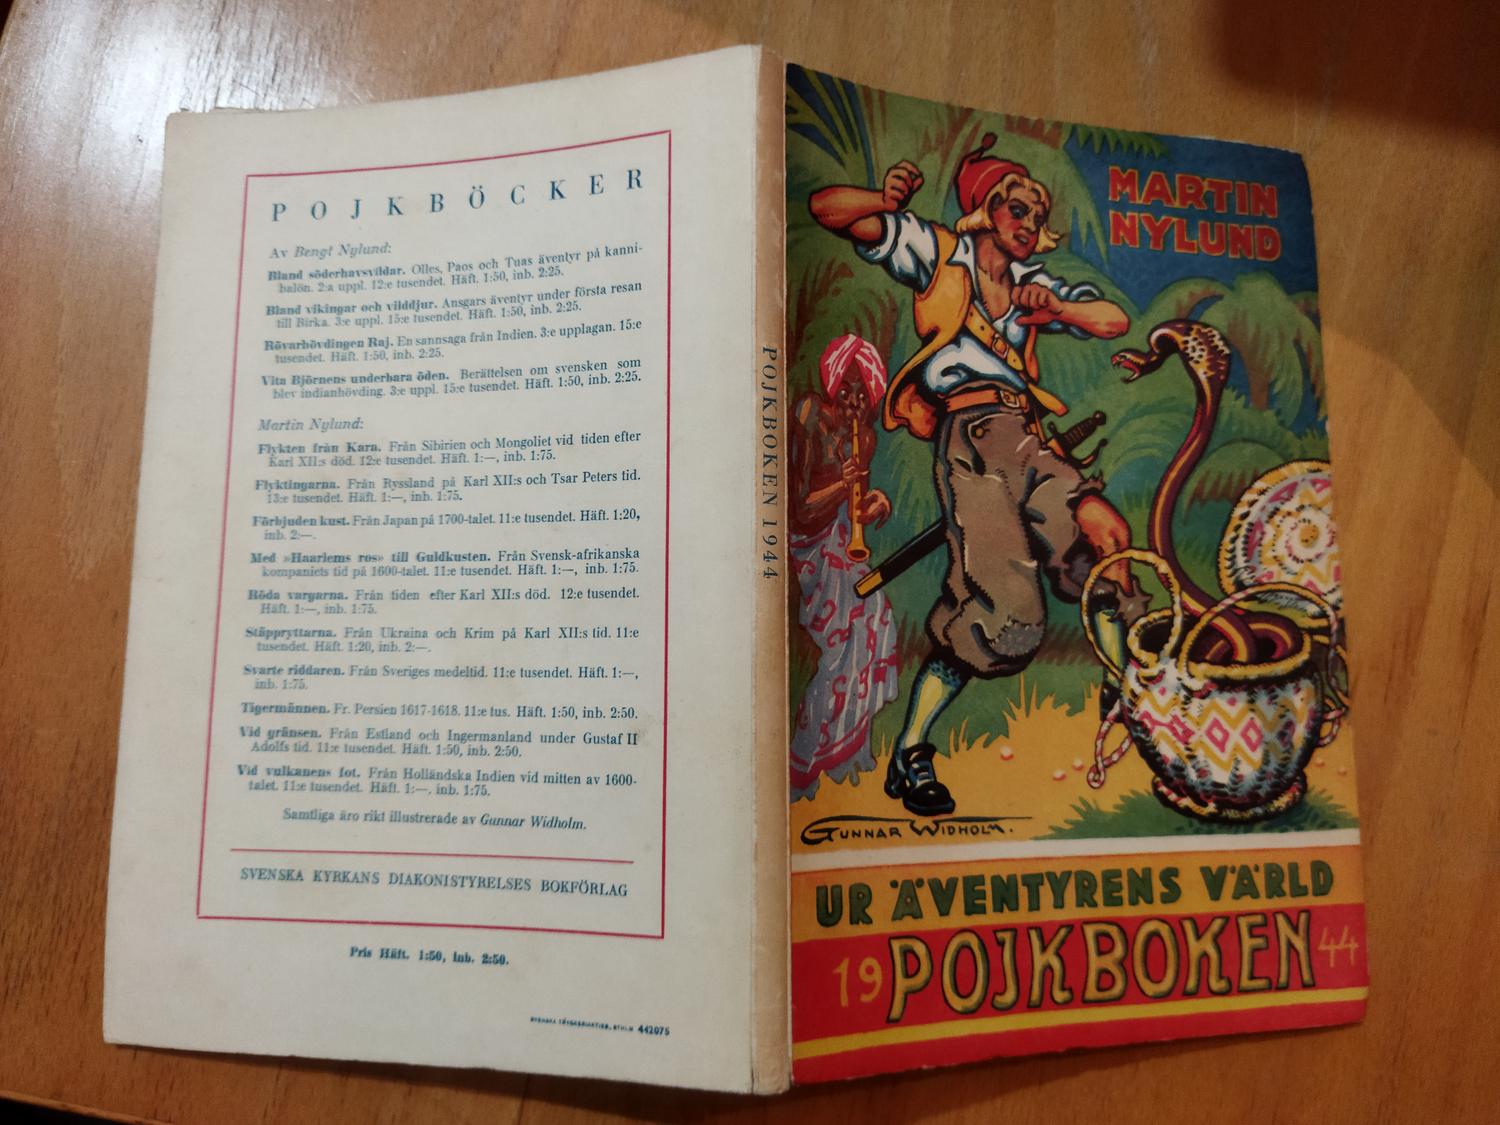 POJKBÖCKER
Av Bengt Nylund:
Bland söderhavsvildar. Olles, Paos och Tuas äventyr på kanni-
balön. 2:a uppl. 12:e tusendet. Häft. 1:50, inb. 2:25.
Bland vikingar och vilddjur. Ansgars äventyr under första resan
till Birka. 3:e uppl. 15:e tusendet. Häft. 1:50, inb. 2:25.
Rövarhövdingen Raj. En sannsaga från Indien. 3:e upplagan. 15:e
tusendet. Häft. 1:50, inb. 2:25.
Vita Björnens underbara öden. Berättelsen om svensken som
blev indianhövding. 3:e uppl. 15:e tusendet. Häft. 1:50, inb. 2:25.
Martin Nylund:
Flykten från Kara. Från Sibirien och Mongoliet vid tiden efter
Karl XII:s död. 12:e tusendet. Häft. 1:—, inb. 1:75.
Flyktingarna. Från Ryssland på Karl XII:s och Tsar Peters tid.
13:e tusendet. Häft. 1:—, inb. 1:75.
Förbjuden kust. Från Japan på 1700-talet. 11:e tusendet. Häft. 1:20,
inb. 2:—.
Med »Haarlems ros» till Guldkusten. Från Svensk-afrikanska
kompaniets tid på 1600-talet. 11:e tusendet. Häft. 1:—, inb. 1:75.
Röda vargarna. Från tiden efter Karl XII:s död. 12:e tusendet.
Häft. 1:—, inb. 1:75.
Stäppryttarna. Från Ukraina och Krim på Karl XII:s tid. 11:e
tusendet. Häft. 1:20, inb. 2:—.
Svarte riddaren. Från Sveriges medeltid. 11:e tusendet. Häft. 1:—,
inb. 1:75.
Tigermännen. Fr. Persien 1617-1618. 11:e tus. Häft. 1:50, inb. 2:50.
Vid gränsen. Från Estland och Ingermanland under Gustaf II
Adolfs tid. 11:e tusendet. Häft. 1:50, inb. 2:50.
Vid vulkanens fot. Från Holländska Indien vid mitten av 1600-
talet. 11:e tusendet. Häft. 1:—, inb. 1:75.
Samtliga äro rikt illustrerade av Gunnar Widholm.
SVENSKA KYRKANS DIAKONISTYRELSES BOKFÖRLAG
Pris Häft. 1:50, inb. 2:50.
SVENSKA TRYCKERIAKTIEB., STHLM 442075
POJKBOKEN 1944
MARTIN
NYLUND
GUNNAR WIDHOLM.
UR ÄVENTYRENS VÄRLD
19 POJKBOKEN 44